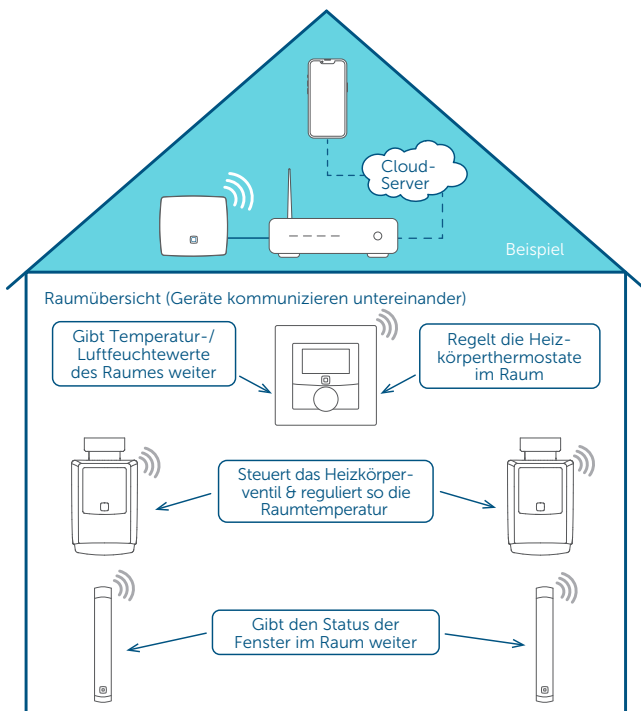 Cloud-
Server
Beispiel
Raumübersicht (Geräte kommunizieren untereinander)
Gibt Temperatur-/
Luftfeuchtewerte
des Raumes weiter
Regelt die Heiz-
körperthermostate
im Raum
Steuert das Heizkörper-
ventil & reguliert so die
Raumtemperatur
Gibt den Status der
Fenster im Raum weiter